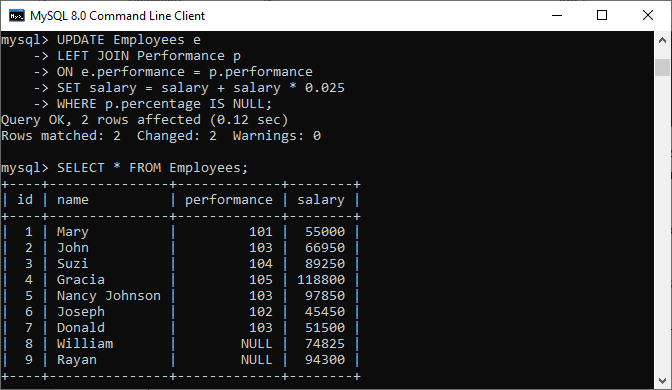 MySQL 8.0 Command Line Client
mysql> UPDATE Employees e
    -> LEFT JOIN Performance p
    -> ON e.performance = p.performance
    -> SET salary = salary + salary * 0.025
    -> WHERE p.percentage IS NULL;
Query OK, 2 rows affected (0.12 sec)
Rows matched: 2  Changed: 2  Warnings: 0

mysql> SELECT * FROM Employees;
+----+---------------+-------------+--------+
| id | name          | performance | salary |
+----+---------------+-------------+--------+
|  1 | Mary          |         101 |  55000 |
|  2 | John          |         103 |  66950 |
|  3 | Suzi          |         104 |  89250 |
|  4 | Gracia        |         105 | 118800 |
|  5 | Nancy Johnson |         103 |  97850 |
|  6 | Joseph        |         102 |  45450 |
|  7 | Donald        |         103 |  51500 |
|  8 | William       |        NULL |  74825 |
|  9 | Rayan         |        NULL |  94300 |
+----+---------------+-------------+--------+